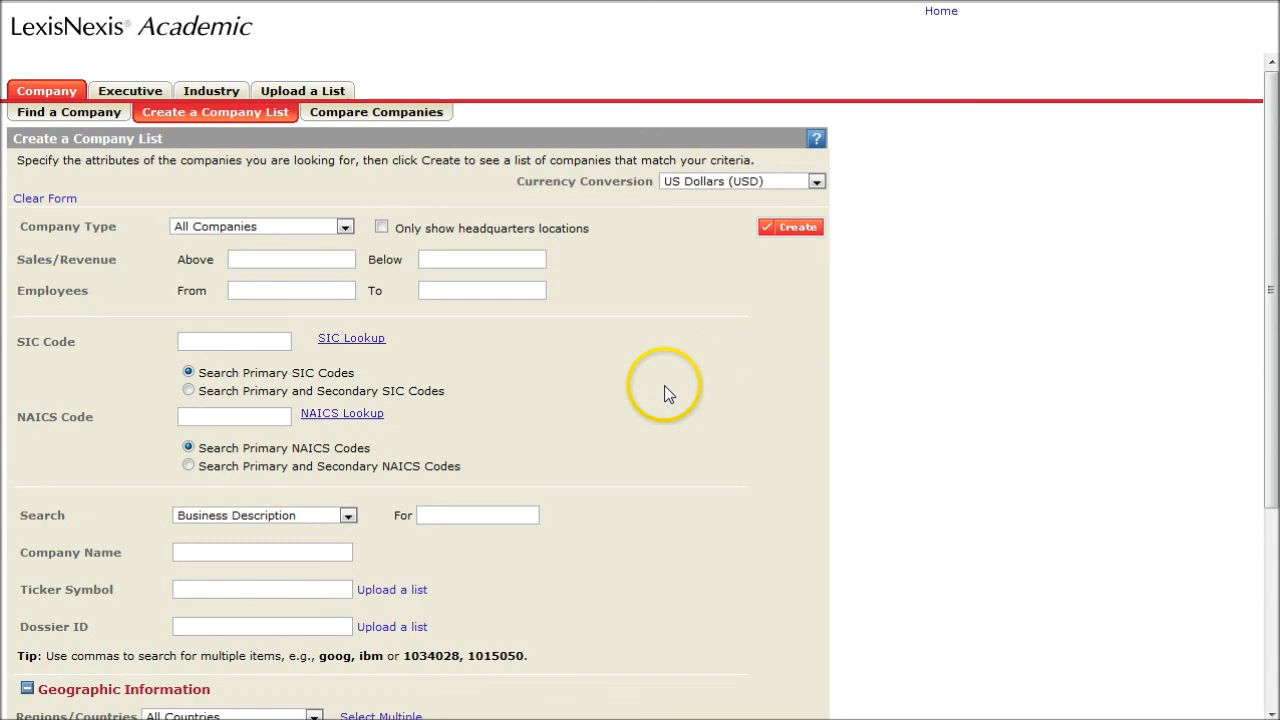 Home
LexisNexis® Academic
Company Executive Industry Upload a List
Find a Company Create a Company List Compare Companies
Create a Company List ?
Specify the attributes of the companies you are looking for, then click Create to see a list of companies that match your criteria.
Currency Conversion US Dollars (USD)
Clear Form
Company Type All Companies Only show headquarters locations Create
Sales/Revenue Above Below
Employees From To
SIC Code SIC Lookup
Search Primary SIC Codes
Search Primary and Secondary SIC Codes
NAICS Code NAICS Lookup
Search Primary NAICS Codes
Search Primary and Secondary NAICS Codes
Search Business Description For
Company Name
Ticker Symbol Upload a list
Dossier ID Upload a list
Tip: Use commas to search for multiple items, e.g., goog, ibm or 1034028, 1015050.
Geographic Information
Regions/Countries All Countries Select Multiple